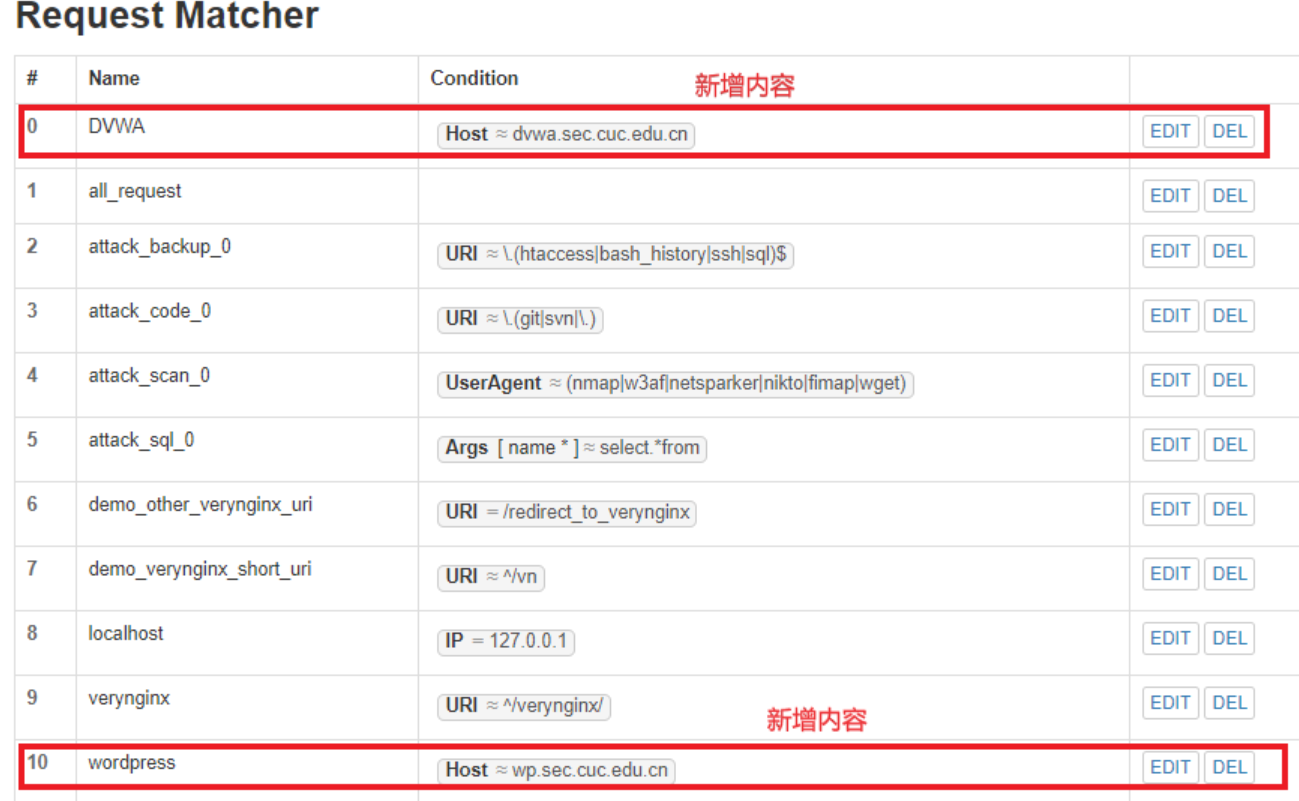 Request Matcher
# Name Condition 新增内容
0 DVWA Host ≈ dvwa.sec.cuc.edu.cn EDIT DEL
1 all_request EDIT DEL
2 attack_backup_0 URI ≈ \.(htaccess|bash_history|ssh|sql)$ EDIT DEL
3 attack_code_0 URI ≈ \.(git|svn|\.) EDIT DEL
4 attack_scan_0 UserAgent ≈ (nmap|w3af|netsparker|nikto|fimap|wget) EDIT DEL
5 attack_sql_0 Args [ name * ] ≈ select.*from EDIT DEL
6 demo_other_verynginx_uri URI = /redirect_to_verynginx EDIT DEL
7 demo_verynginx_short_uri URI ≈ ^/vn EDIT DEL
8 localhost IP = 127.0.0.1 EDIT DEL
9 verynginx URI ≈ ^/verynginx/ EDIT DEL
新增内容
10 wordpress Host ≈ wp.sec.cuc.edu.cn EDIT DEL